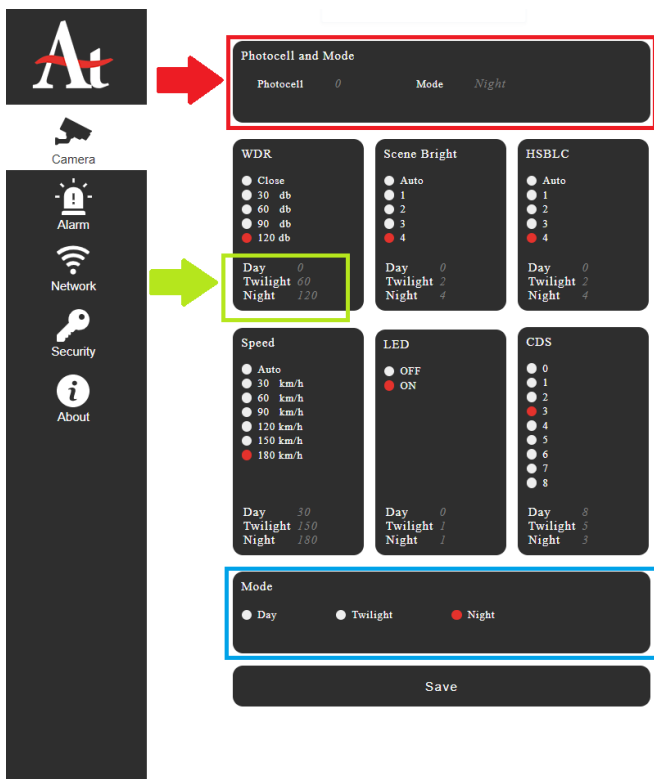 At
Camera
Alarm
Network
Security
About
Photocell and Mode
Photocell 0 Mode Night
WDR
Close
30 db
60 db
90 db
120 db
Day 0
Twilight 60
Night 120
Scene Bright
Auto
1
2
3
4
Day 0
Twilight 2
Night 4
HSBLC
Auto
1
2
3
4
Day 0
Twilight 2
Night 4
Speed
Auto
30 km/h
60 km/h
90 km/h
120 km/h
150 km/h
180 km/h
Day 30
Twilight 150
Night 180
LED
OFF
ON
Day 0
Twilight 1
Night 1
CDS
0
1
2
3
4
5
6
7
8
Day 8
Twilight 5
Night 3
Mode
Day Twilight Night
Save